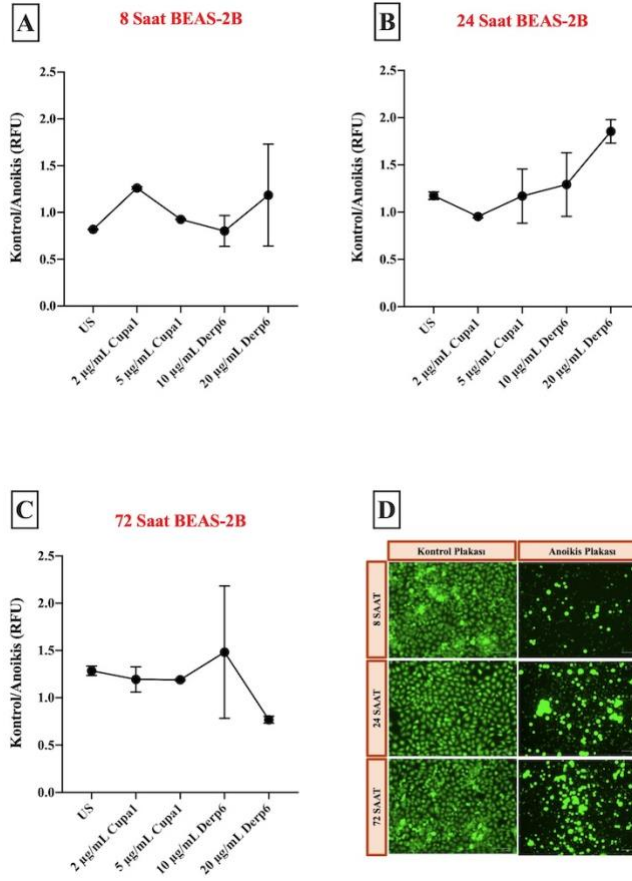 A
8 Saat BEAS-2B
Kontrol/Anoikis (RFU)
2.5
2.0
1.5
1.0
0.5
0.0
US
2 µg/mL Cupa1
5 µg/mL Cupa1
10 µg/mL Derp6
20 µg/mL Derp6
B
24 Saat BEAS-2B
Kontrol/Anoikis (RFU)
2.5
2.0
1.5
1.0
0.5
0.0
US
2 µg/mL Cupa1
5 µg/mL Cupa1
10 µg/mL Derp6
20 µg/mL Derp6
C
72 Saat BEAS-2B
Kontrol/Anoikis (RFU)
2.5
2.0
1.5
1.0
0.5
0.0
US
2 µg/mL Cupa1
5 µg/mL Cupa1
10 µg/mL Derp6
20 µg/mL Derp6
D
Kontrol Plakası
Anoikis Plakası
8 SAAT
24 SAAT
72 SAAT